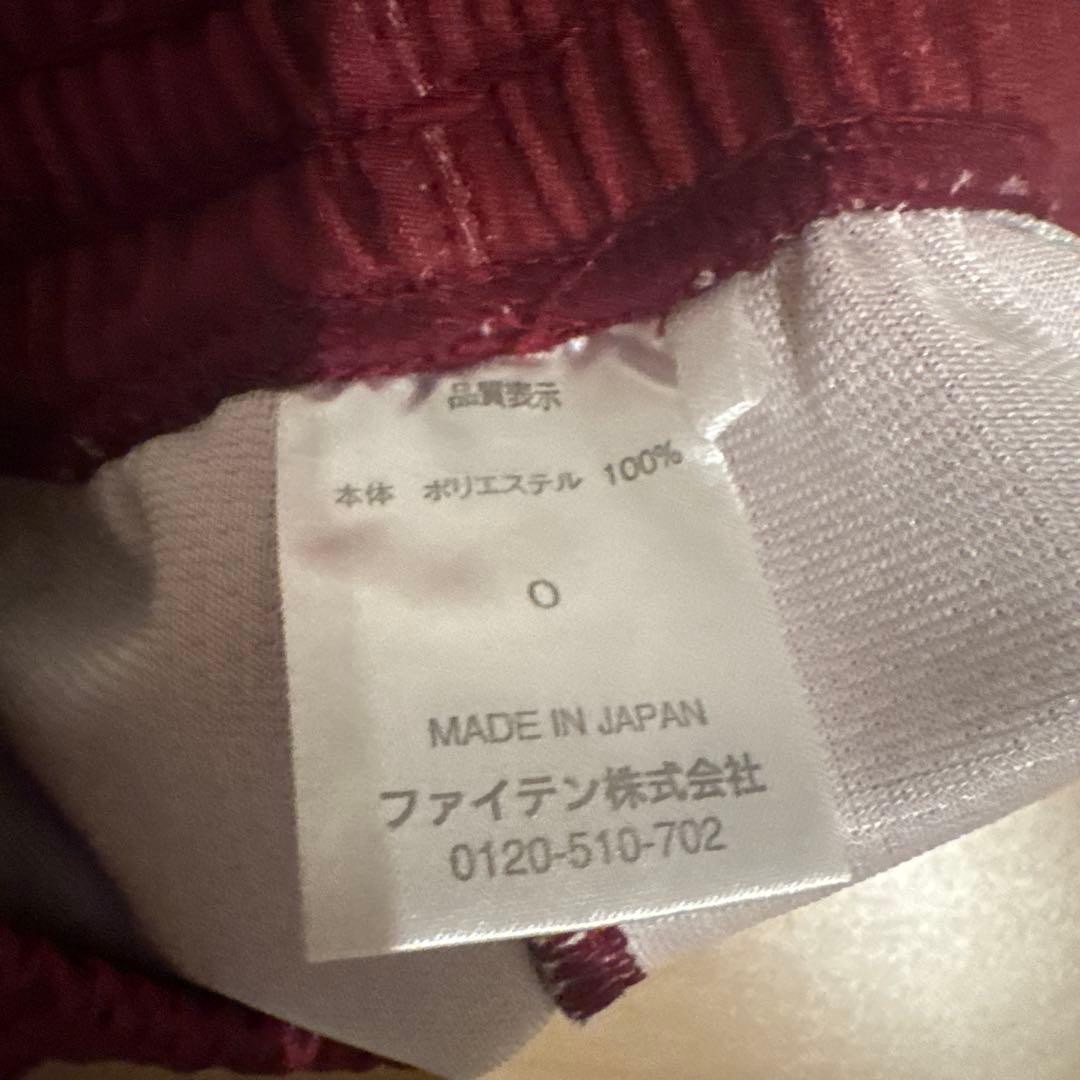 品質表示
本体 ポリエステル 100%
O
MADE IN JAPAN
ファイテン株式会社
0120-510-702